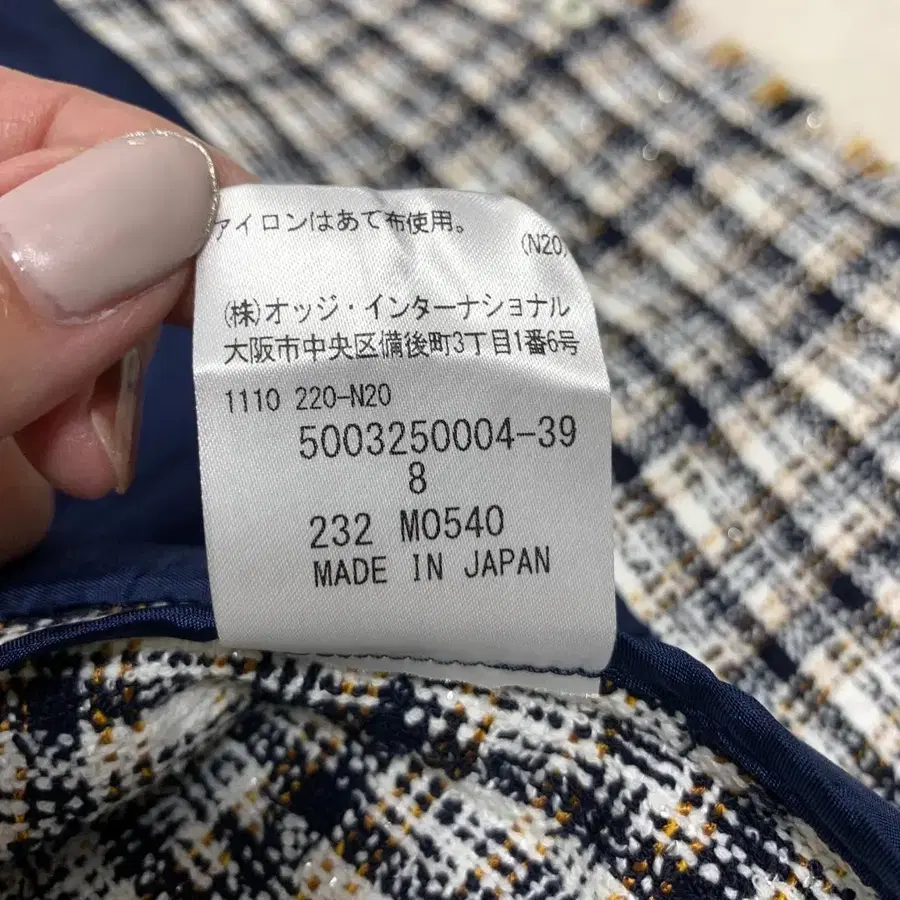 アイロンはあて布使用。
(N20)
(株)オッジ・インターナショナル
大阪市中央区備後町3丁目1番6号
1110 220-N20
5003250004-39
8
232 M0540
MADE IN JAPAN